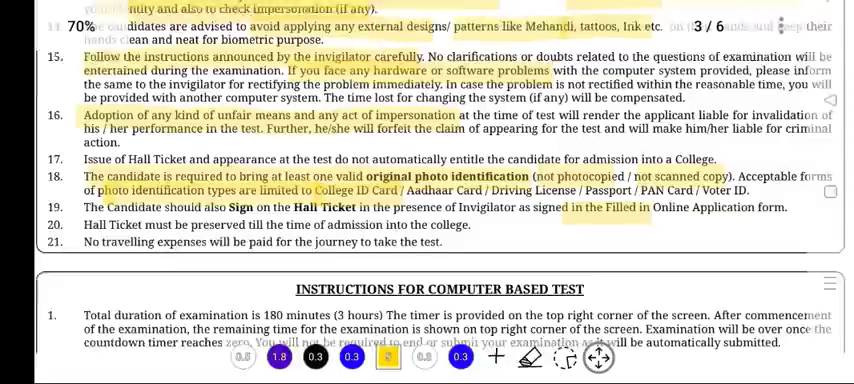 your identity and also to check impersonation (if any).
14 70% candidates are advised to avoid applying any external designs/ patterns like Mehandi, tattoos, Ink etc. on 3 / 6 keep their
hands clean and neat for biometric purpose.
15. Follow the instructions announced by the invigilator carefully. No clarifications or doubts related to the questions of examination will be
entertained during the examination. If you face any hardware or software problems with the computer system provided, please inform
the same to the invigilator for rectifying the problem immediately. In case the problem is not rectified within the reasonable time, you will
be provided with another computer system. The time lost for changing the system (if any) will be compensated.
16. Adoption of any kind of unfair means and any act of impersonation at the time of test will render the applicant liable for invalidation of
his / her performance in the test. Further, he/she will forfeit the claim of appearing for the test and will make him/her liable for criminal
action.
17. Issue of Hall Ticket and appearance at the test do not automatically entitle the candidate for admission into a College.
18. The candidate is required to bring at least one valid original photo identification (not photocopied / not scanned copy). Acceptable forms
of photo identification types are limited to College ID Card / Aadhaar Card / Driving License / Passport / PAN Card / Voter ID.
19. The Candidate should also Sign on the Hall Ticket in the presence of Invigilator as signed in the Filled in Online Application form.
20. Hall Ticket must be preserved till the time of admission into the college.
21. No travelling expenses will be paid for the journey to take the test.
INSTRUCTIONS FOR COMPUTER BASED TEST
1. Total duration of examination is 180 minutes (3 hours) The timer is provided on the top right corner of the screen. After commencement
of the examination, the remaining time for the examination is shown on top right corner of the screen. Examination will be over once the
countdown timer reaches zero. You will not be required to end or submit your examination as it will be automatically submitted.
0.5 1.8 0.3 0.3 5 0.3